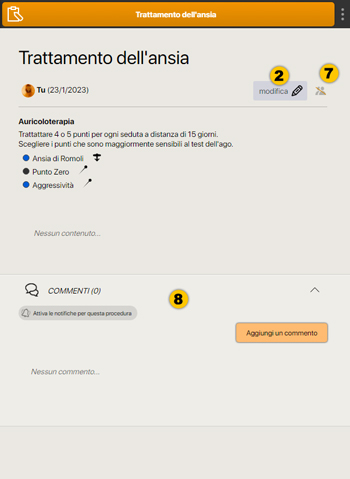 Trattamento dell'ansia
Trattamento dell'ansia
2
7
Tu (23/1/2023)
modifica
Auricoloterapia
Trattattare 4 o 5 punti per ogni seduta a distanza di 15 giorni.
Scegliere i punti che sono maggiormente sensibili al test dell'ago.
Ansia di Romoli
Punto Zero
Aggressività
Nessun contenuto...
COMMENTI (0)
8
Attiva le notifiche per questa procedura
Aggiungi un commento
Nessun commento...